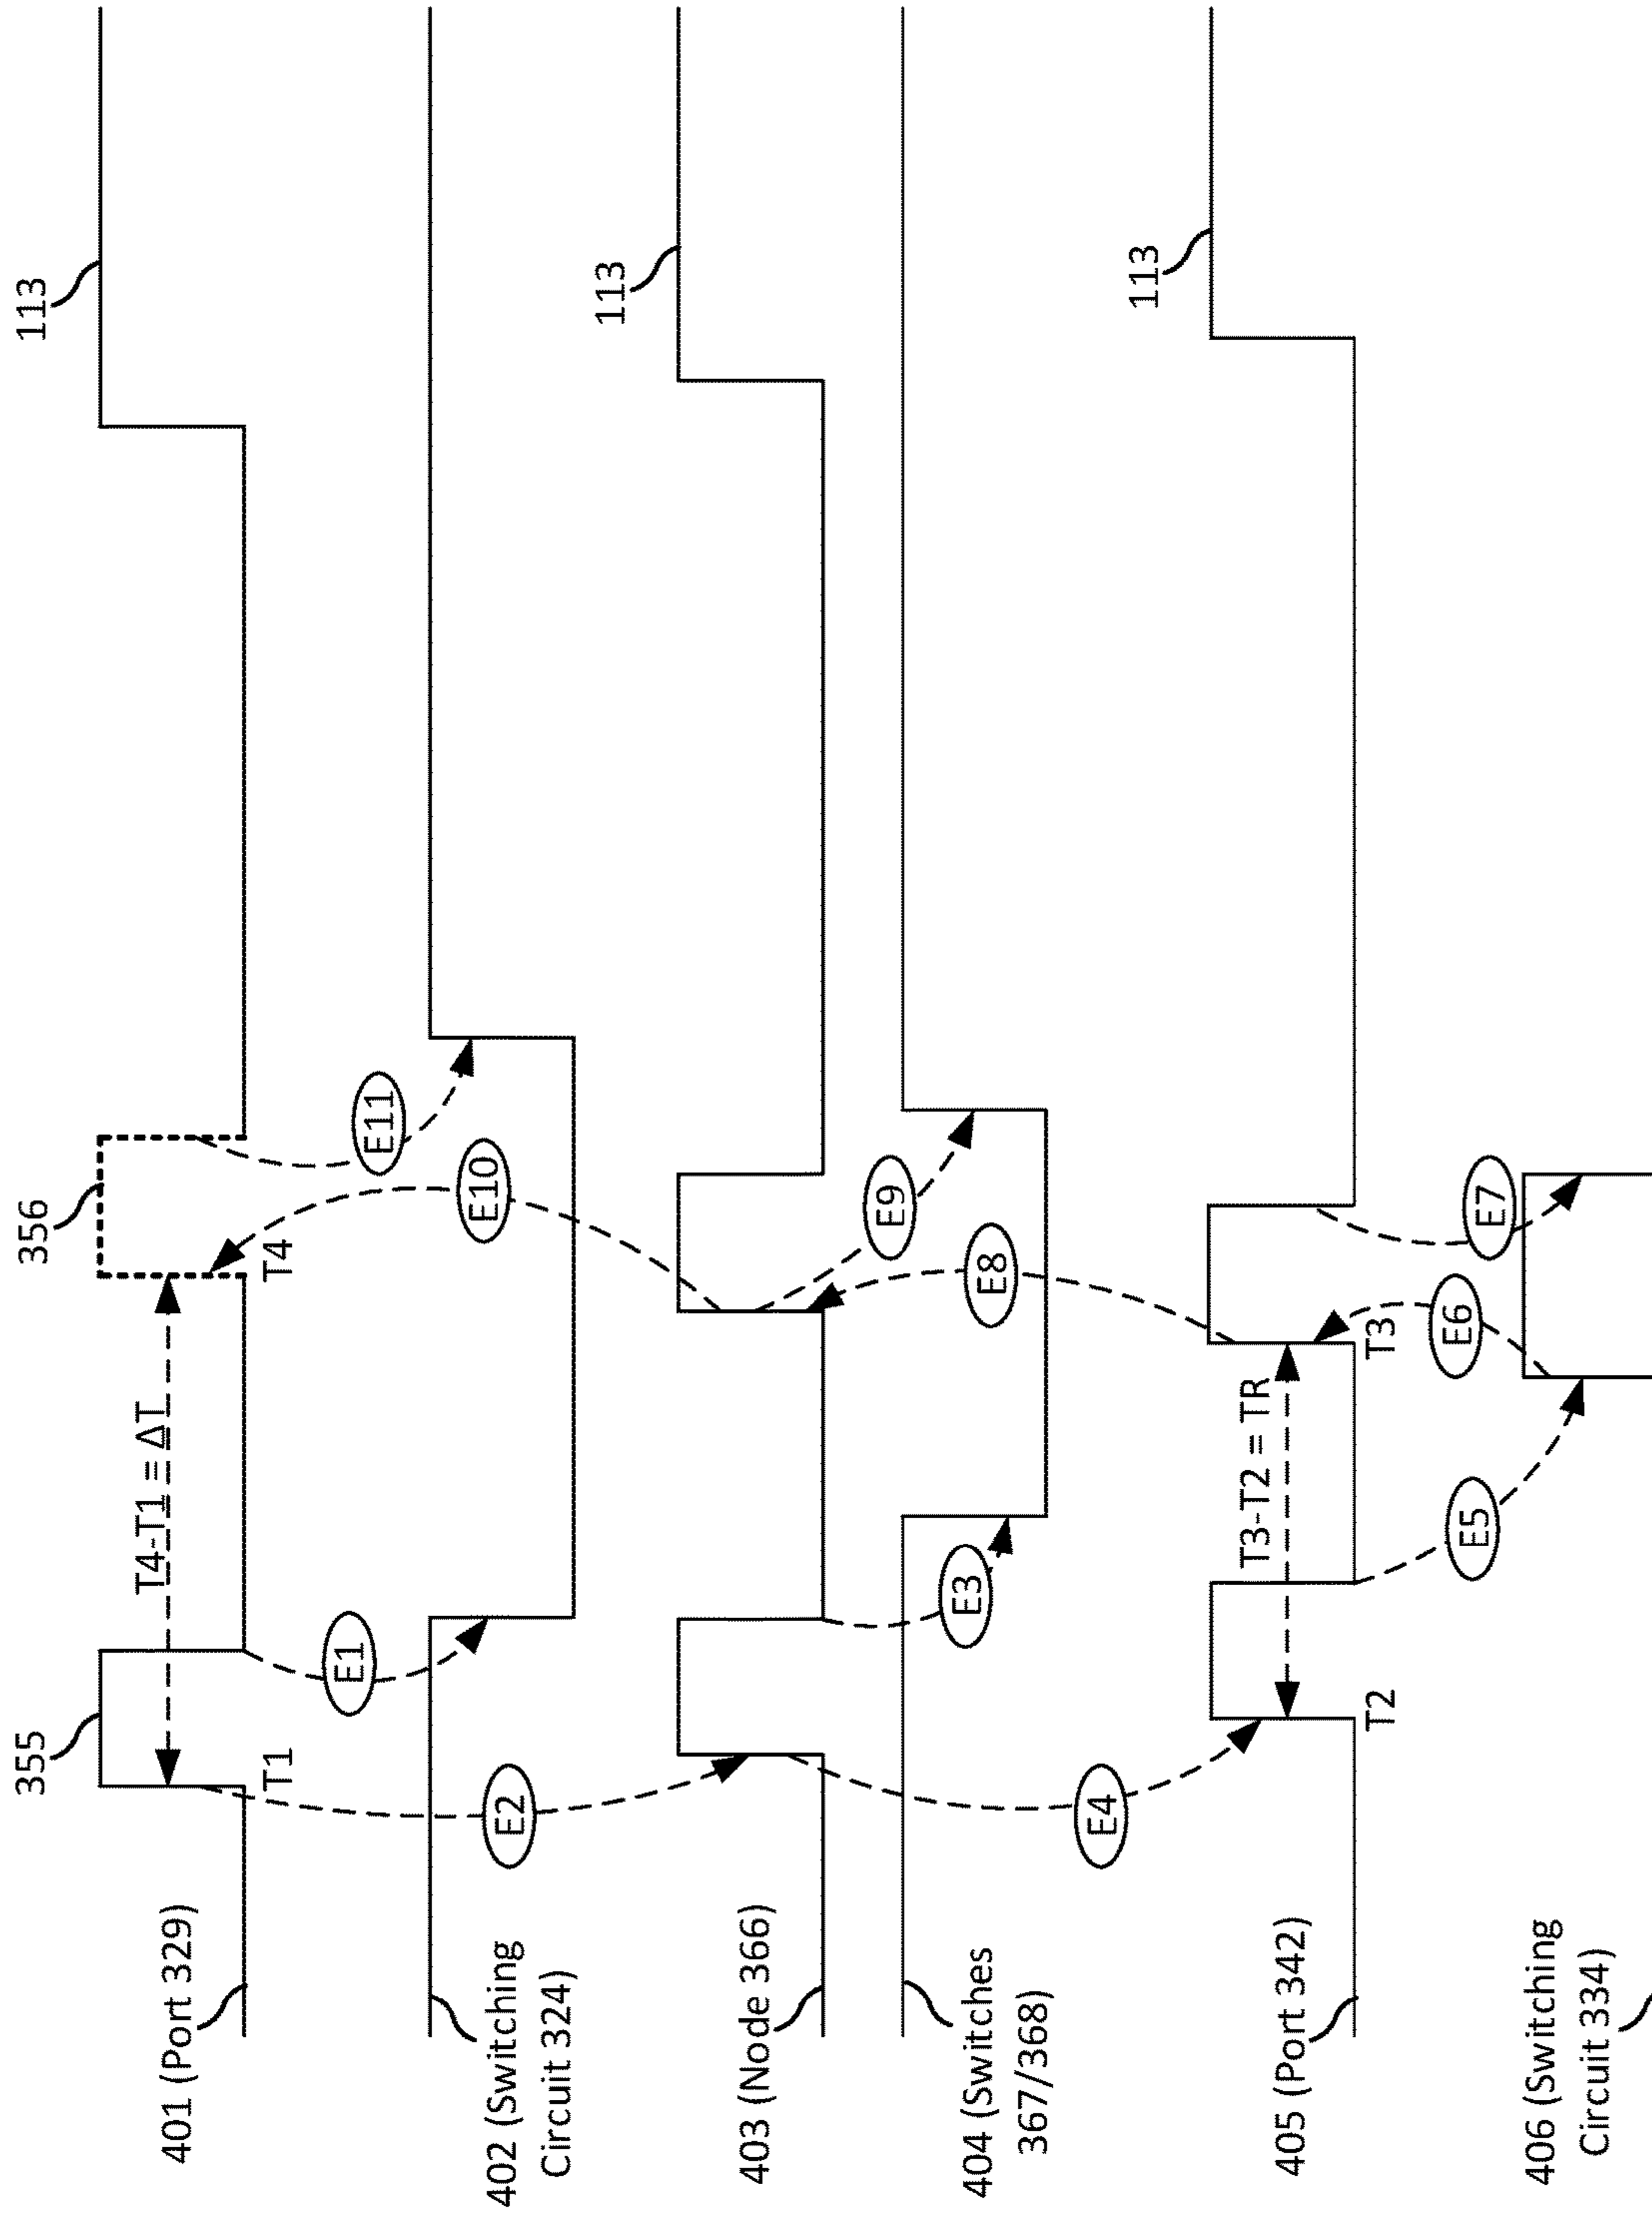 355
356
113
401 (Port 329)
T4-T1 = ΔT
T1
T4
E1
E11
402 (Switching
Circuit 324)
E2
E10
113
403 (Node 366)
E3
E8
E9
404 (Switches
367/368)
E4
113
405 (Port 342)
T3-T2 = TR
T2
T3
E5
E6
E7
406 (Switching
Circuit 334)